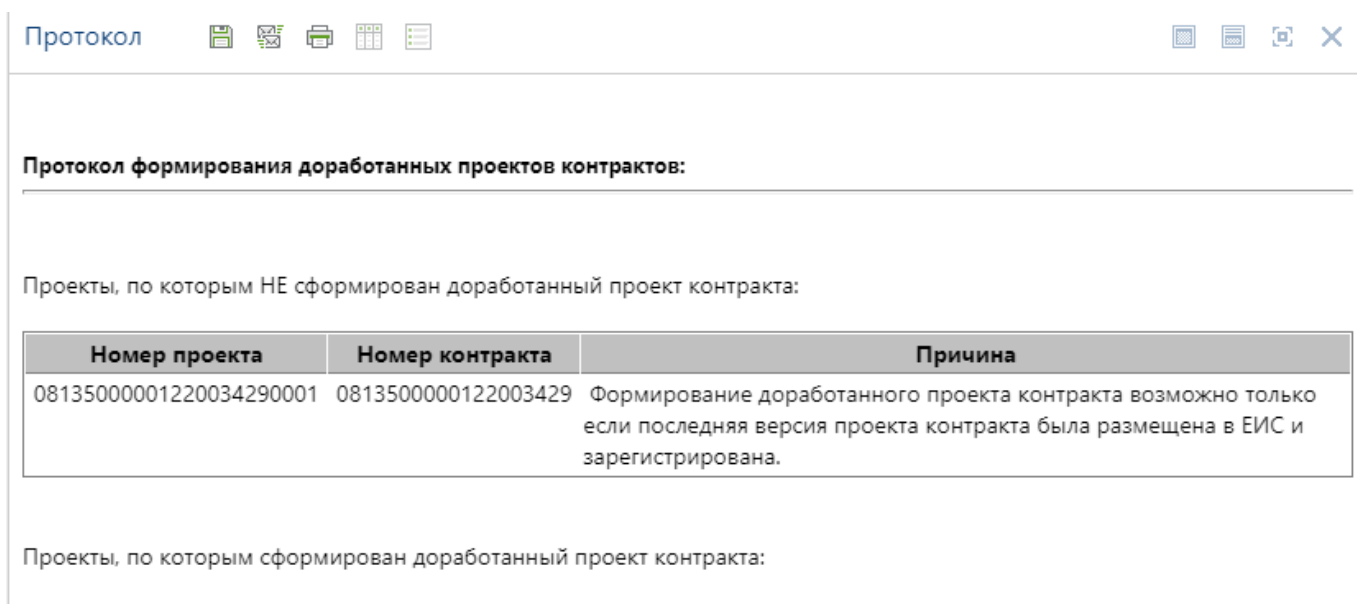 Протокол
Протокол формирования доработанных проектов контрактов:
Проекты, по которым НЕ сформирован доработанный проект контракта:
Номер проекта Номер контракта Причина
08135000001220034290001 0813500000122003429 Формирование доработанного проекта контракта возможно только
если последняя версия проекта контракта была размещена в ЕИС и
зарегистрирована.
Проекты, по которым сформирован доработанный проект контракта: